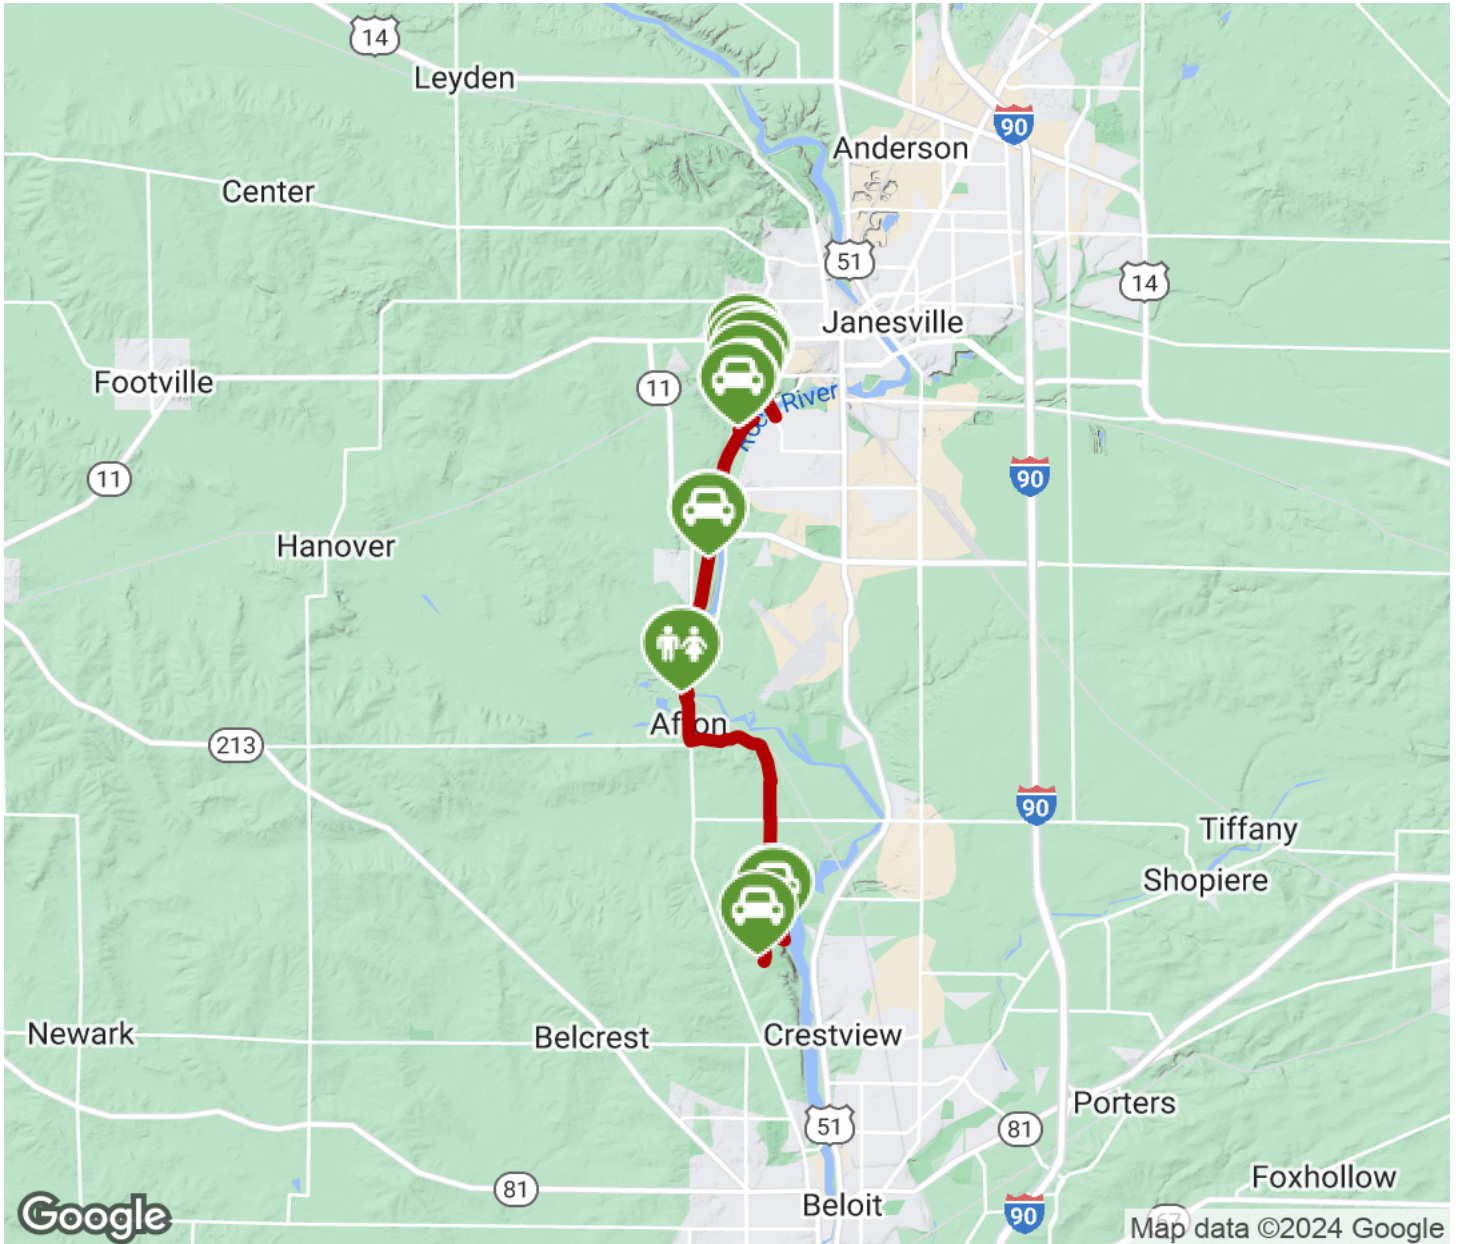 14
Leyden
90
Anderson
Center
51
14
Janesville
Footville
11
River
11
90
Hanover
Afton
213
90
Tiffany
Shopiere
Newark
Belcrest
Crestview
Porters
51
81
Foxhollow
81
Beloit
90
67
Google
Map data ©2024 Google